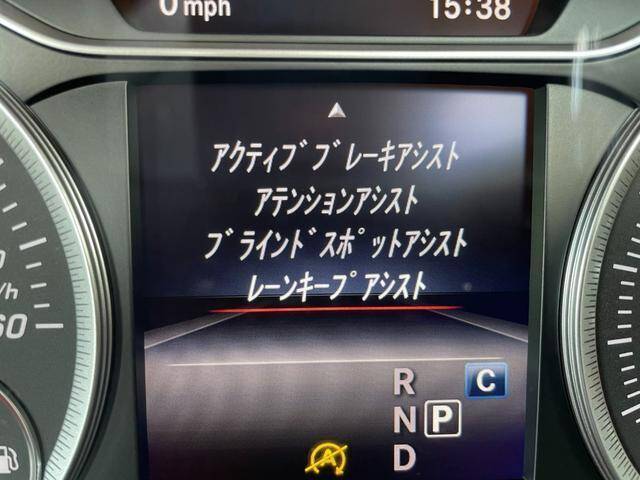 0 mph
15:38
アクティブブレーキアシスト
アテンションアシスト
ブラインドスポットアシスト
レーンキープアシスト
R
C
N P
A
D
/h
60